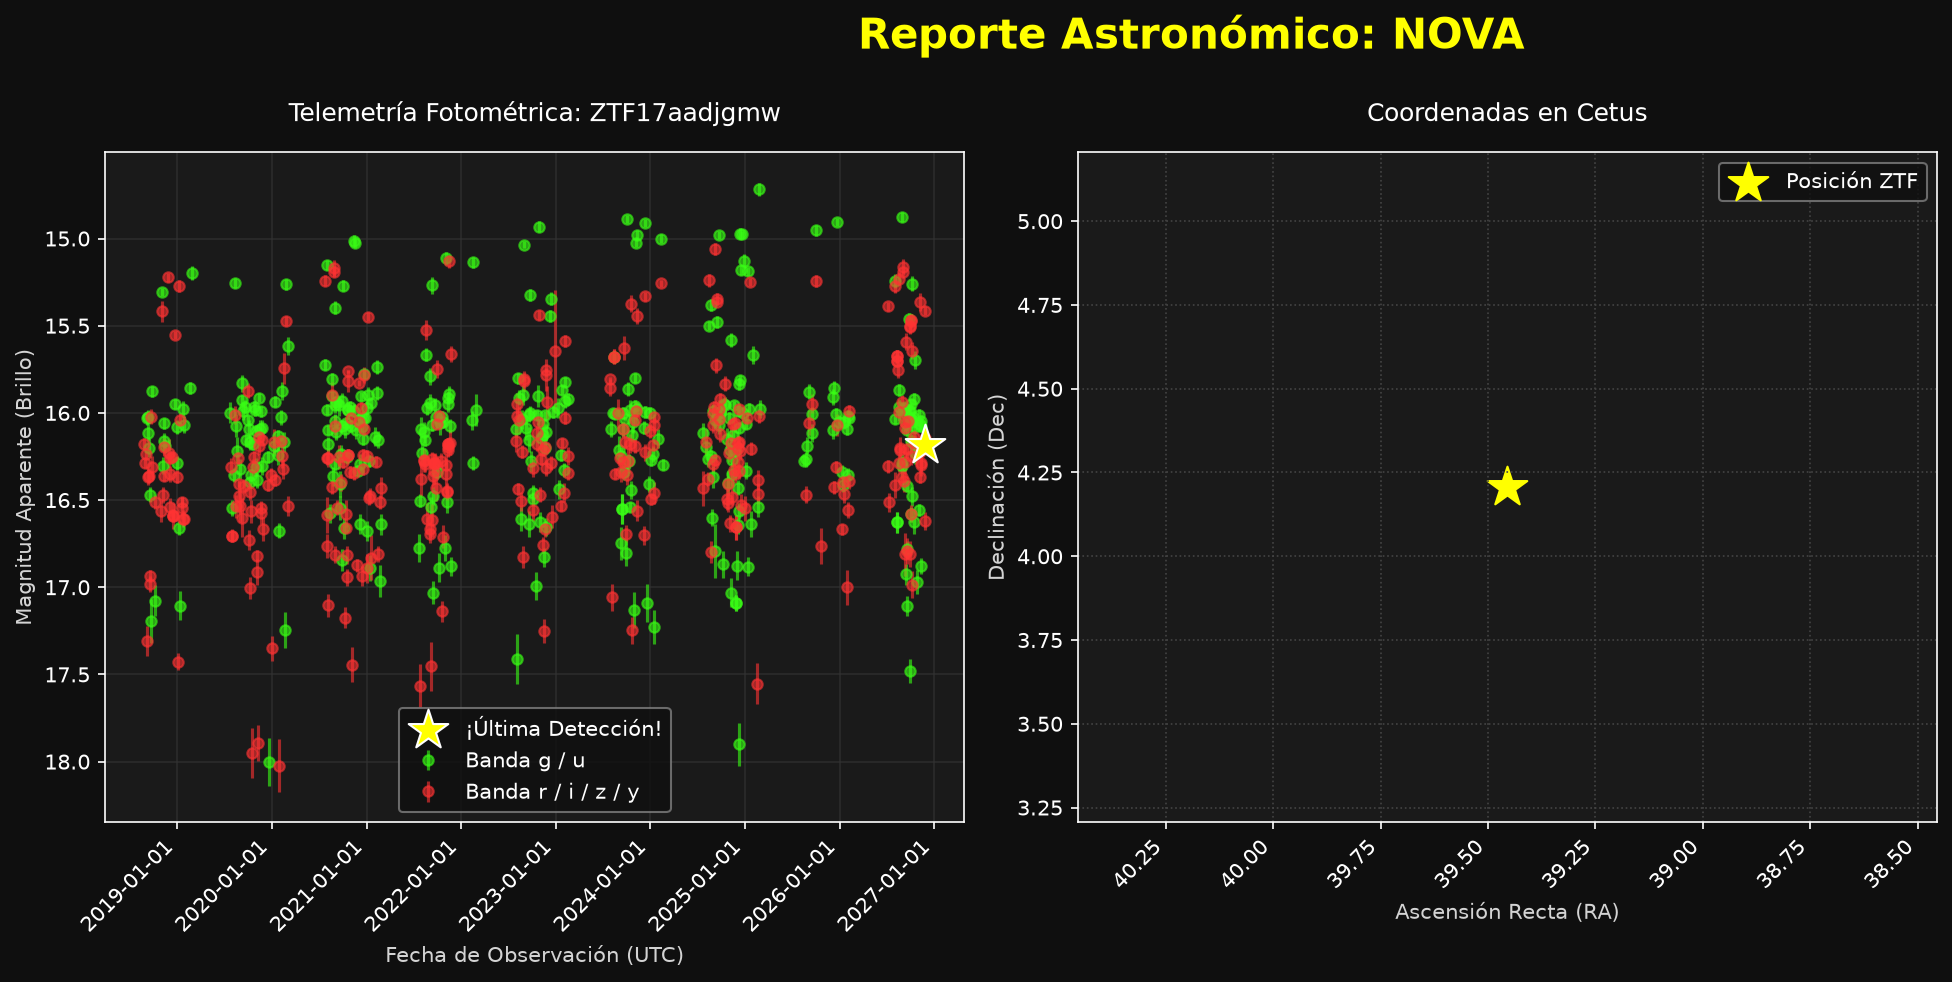 Reporte Astronómico: NOVA
Telemetría Fotométrica: ZTF17aadjgmw
Magnitud Aparente (Brillo)
15.0
15.5
16.0
16.5
17.0
17.5
18.0
¡Última Detección!
Banda g / u
Banda r / i / z / y
2019-01-01
2020-01-01
2021-01-01
2022-01-01
2023-01-01
2024-01-01
2025-01-01
2026-01-01
2027-01-01
Fecha de Observación (UTC)
Coordenadas en Cetus
Posición ZTF
Declinación (Dec)
5.00
4.75
4.50
4.25
4.00
3.75
3.50
3.25
40.25
40.00
39.75
39.50
39.25
39.00
38.75
38.50
Ascensión Recta (RA)